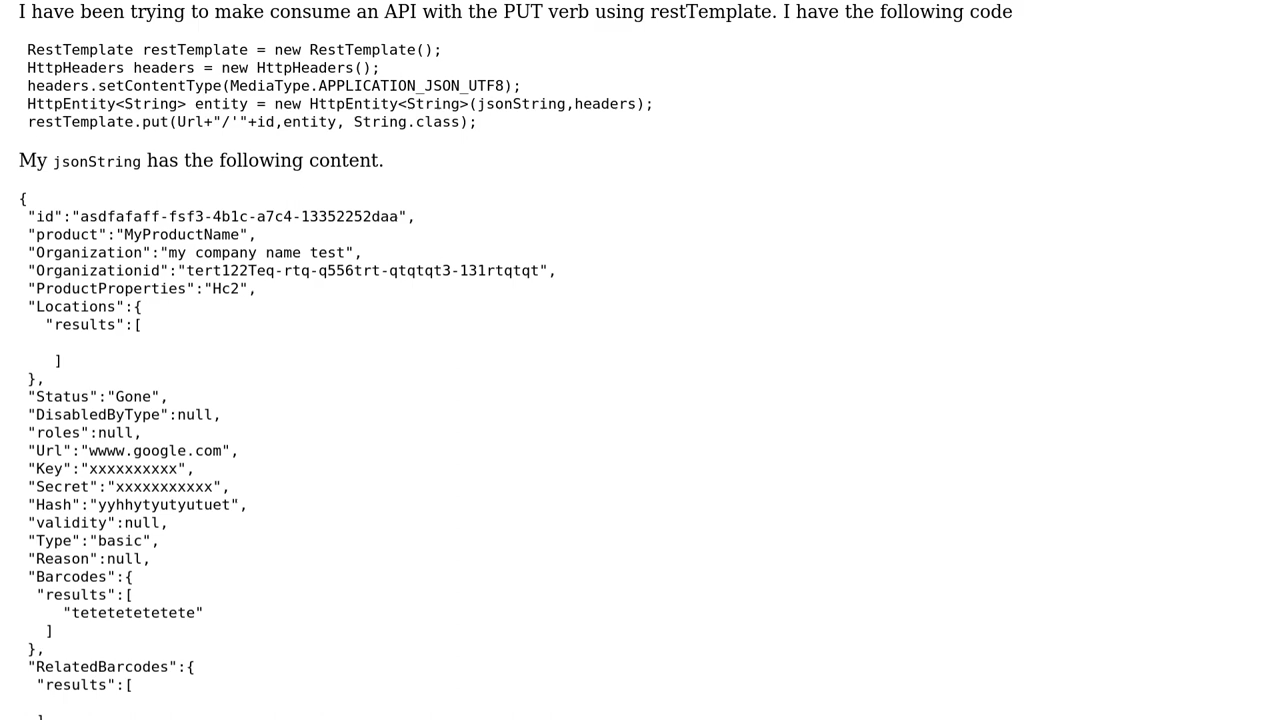 I have been trying to make consume an API with the PUT verb using restTemplate. I have the following code
RestTemplate restTemplate = new RestTemplate();
HttpHeaders headers = new HttpHeaders();
headers.setContentType(MediaType.APPLICATION_JSON_UTF8);
HttpEntity<String> entity = new HttpEntity<String>(jsonString,headers);
restTemplate.put(Url+"/'"+id,entity, String.class);
My jsonString has the following content.
{
"id":"asdfafaff-fsf3-4b1c-a7c4-13352252daa",
"product":"MyProductName",
"Organization":"my company name test",
"Organizationid":"tert122Teq-rtq-q556trt-qtqtqt3-131rtqtqt",
"ProductProperties":"Hc2",
"Locations":{
"results":[
]
},
"Status":"Gone",
"DisabledByType":null,
"roles":null,
"Url":"wwww.google.com",
"Key":"xxxxxxxxxx",
"Secret":"xxxxxxxxxxx",
"Hash":"yyhhytyutyutuet",
"validity":null,
"Type":"basic",
"Reason":null,
"Barcodes":{
"results":[
"tetetetetetete"
]
},
"RelatedBarcodes":{
"results":[
]